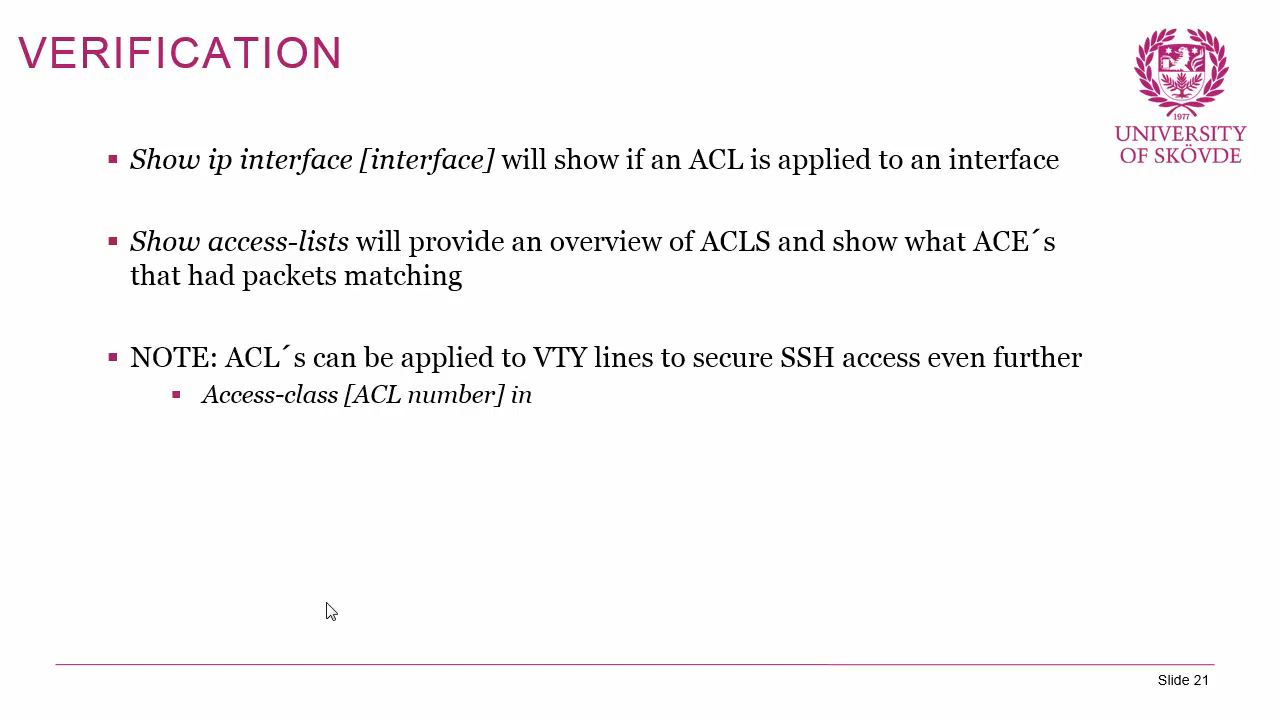 VERIFICATION
1977
UNIVERSITY
OF SKÖVDE
▪ Show ip interface [interface] will show if an ACL is applied to an interface
▪ Show access-lists will provide an overview of ACLS and show what ACE´s
that had packets matching
▪ NOTE: ACL´s can be applied to VTY lines to secure SSH access even further
▪ Access-class [ACL number] in
Slide 21